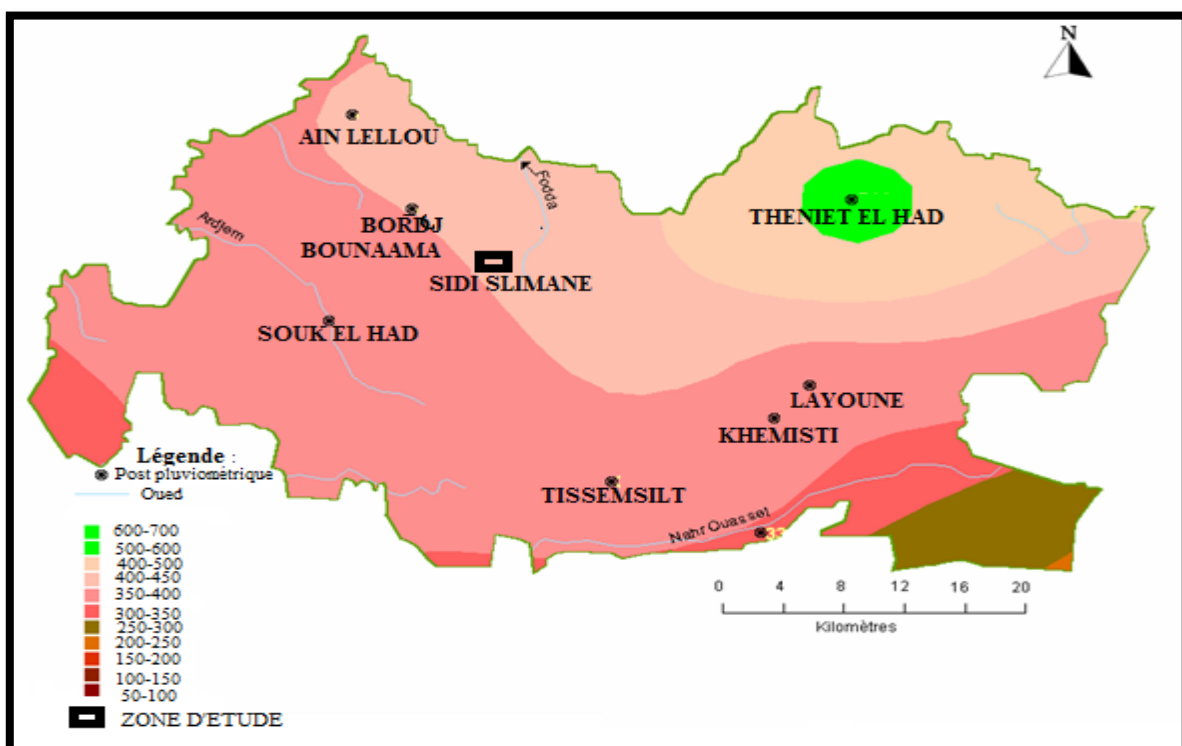 N
AIN LELLOU
Fodda
THENIET EL HAD
BORDJ
BOUNAAMA
Ardjem
SIDI SLIMANE
SOUK EL HAD
LAYOUNE
KHEMISTI
TISSEMSILT
Nahr Ouassel
33
Légende :
Post pluviométrique
Oued
600-700
500-600
400-500
400-450
350-400
300-350
250-300
200-250
150-200
100-150
50-100
ZONE D'ETUDE
0 4 8 12 16 20
Kilomètres